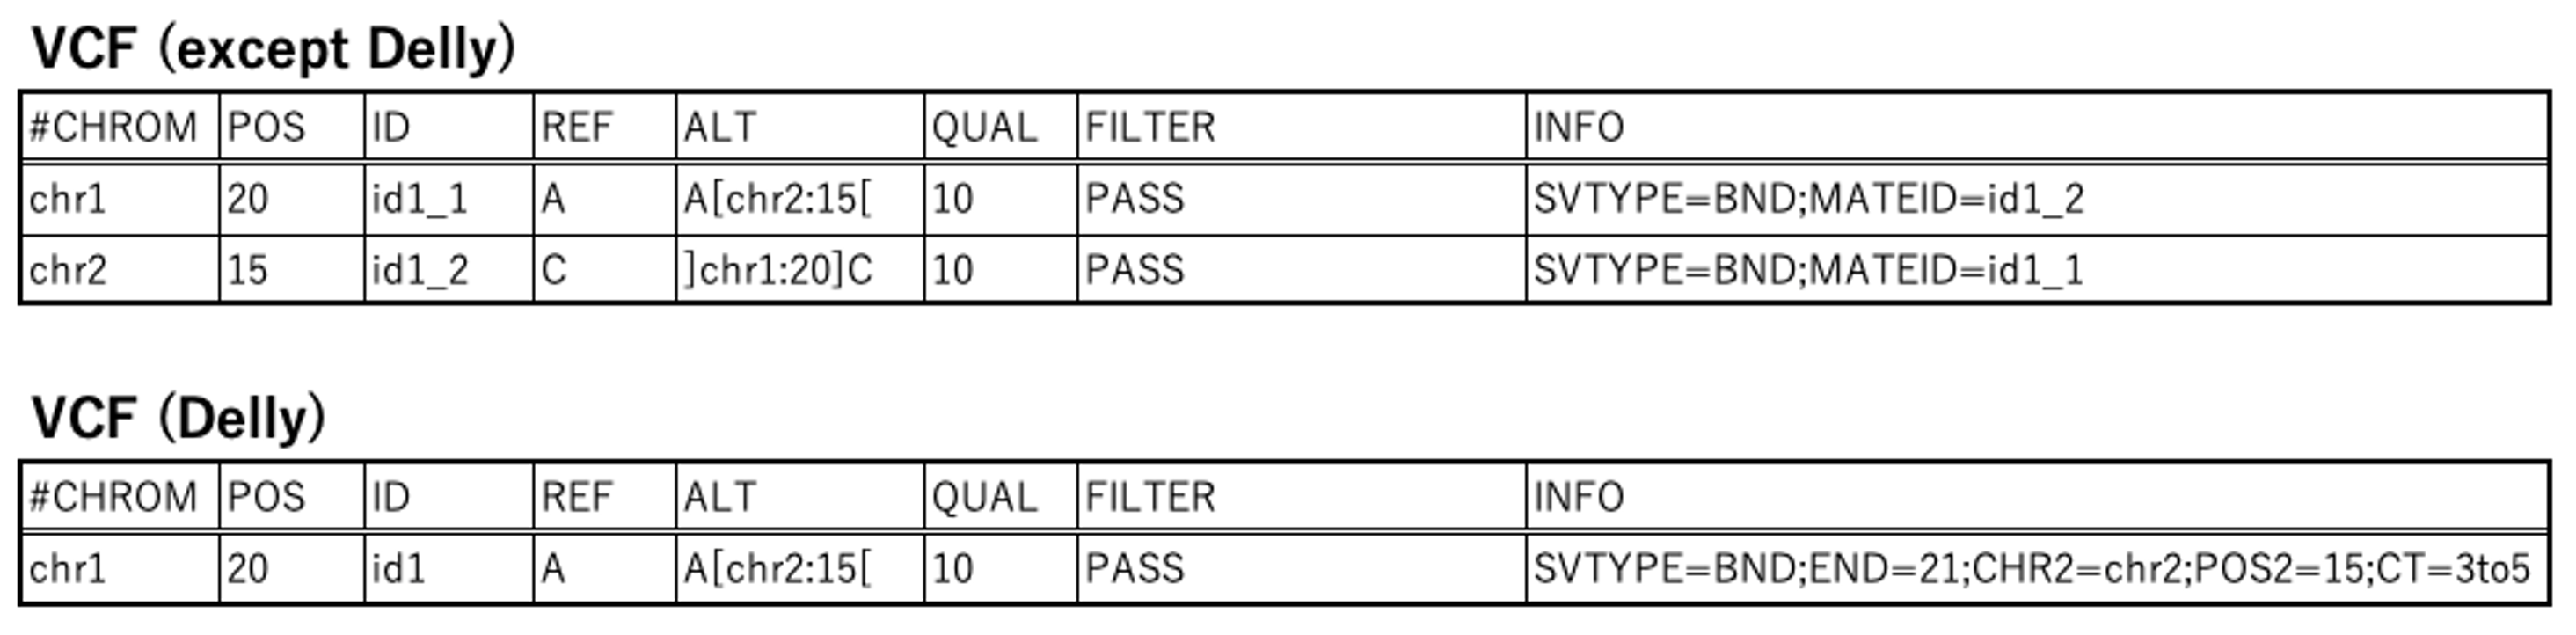 VCF (except Delly)
#CHROM POS ID REF ALT QUAL FILTER INFO
chr1 20 id1_1 A A[chr2:15[ 10 PASS SVTYPE=BND;MATEID=id1_2
chr2 15 id1_2 C ]chr1:20]C 10 PASS SVTYPE=BND;MATEID=id1_1
VCF (Delly)
#CHROM POS ID REF ALT QUAL FILTER INFO
chr1 20 id1 A A[chr2:15[ 10 PASS SVTYPE=BND;END=21;CHR2=chr2;POS2=15;CT=3to5